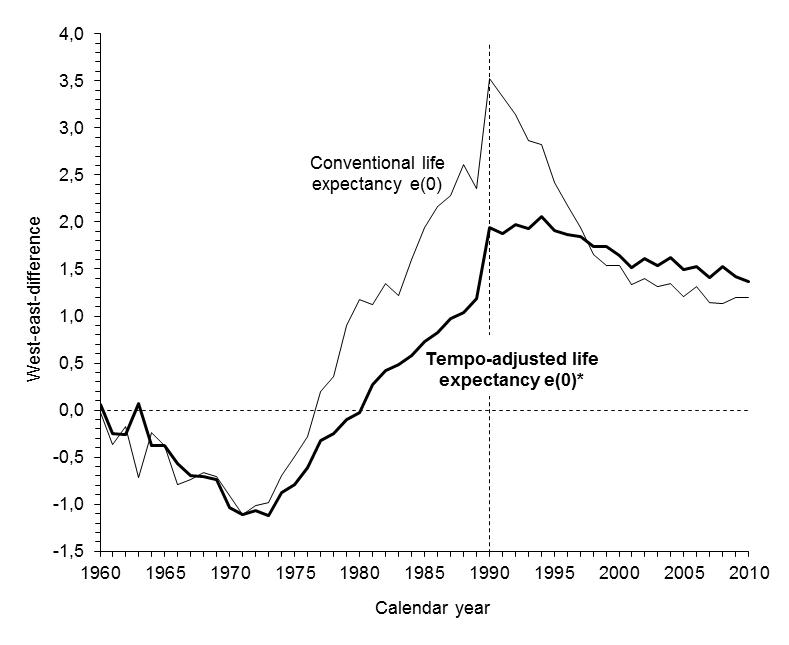 4,0
3,5
3,0
2,5
2,0
1,5
1,0
0,5
0,0
-0,5
-1,0
-1,5
West-east-difference
Conventional life
expectancy e(0)
Tempo-adjusted life
expectancy e(0)*
1960 1965 1970 1975 1980 1985 1990 1995 2000 2005 2010
Calendar year